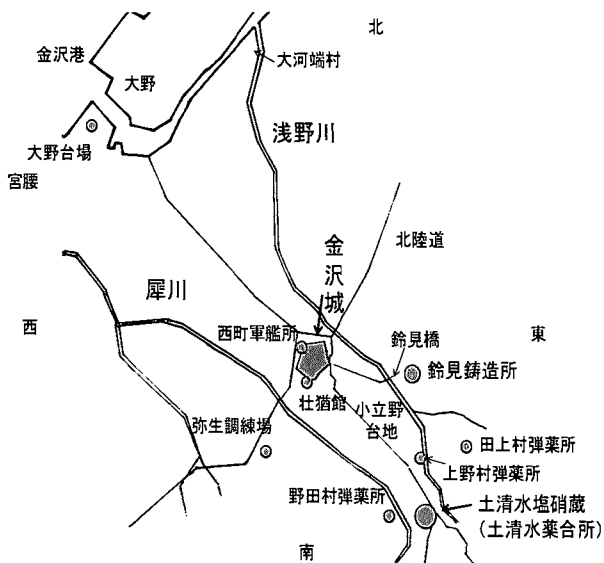 北
金沢港
大野
大河端村
浅野川
大野台場
宮腰
金沢城
北陸道
犀川
西
西町軍艦所
鈴見橋
東
鈴見鋳造所
壮猶館
小立野
台地
弥生調練場
田上村弾薬所
上野村弾薬所
野田村弾薬所
土清水塩硝蔵
(土清水薬合所)
南